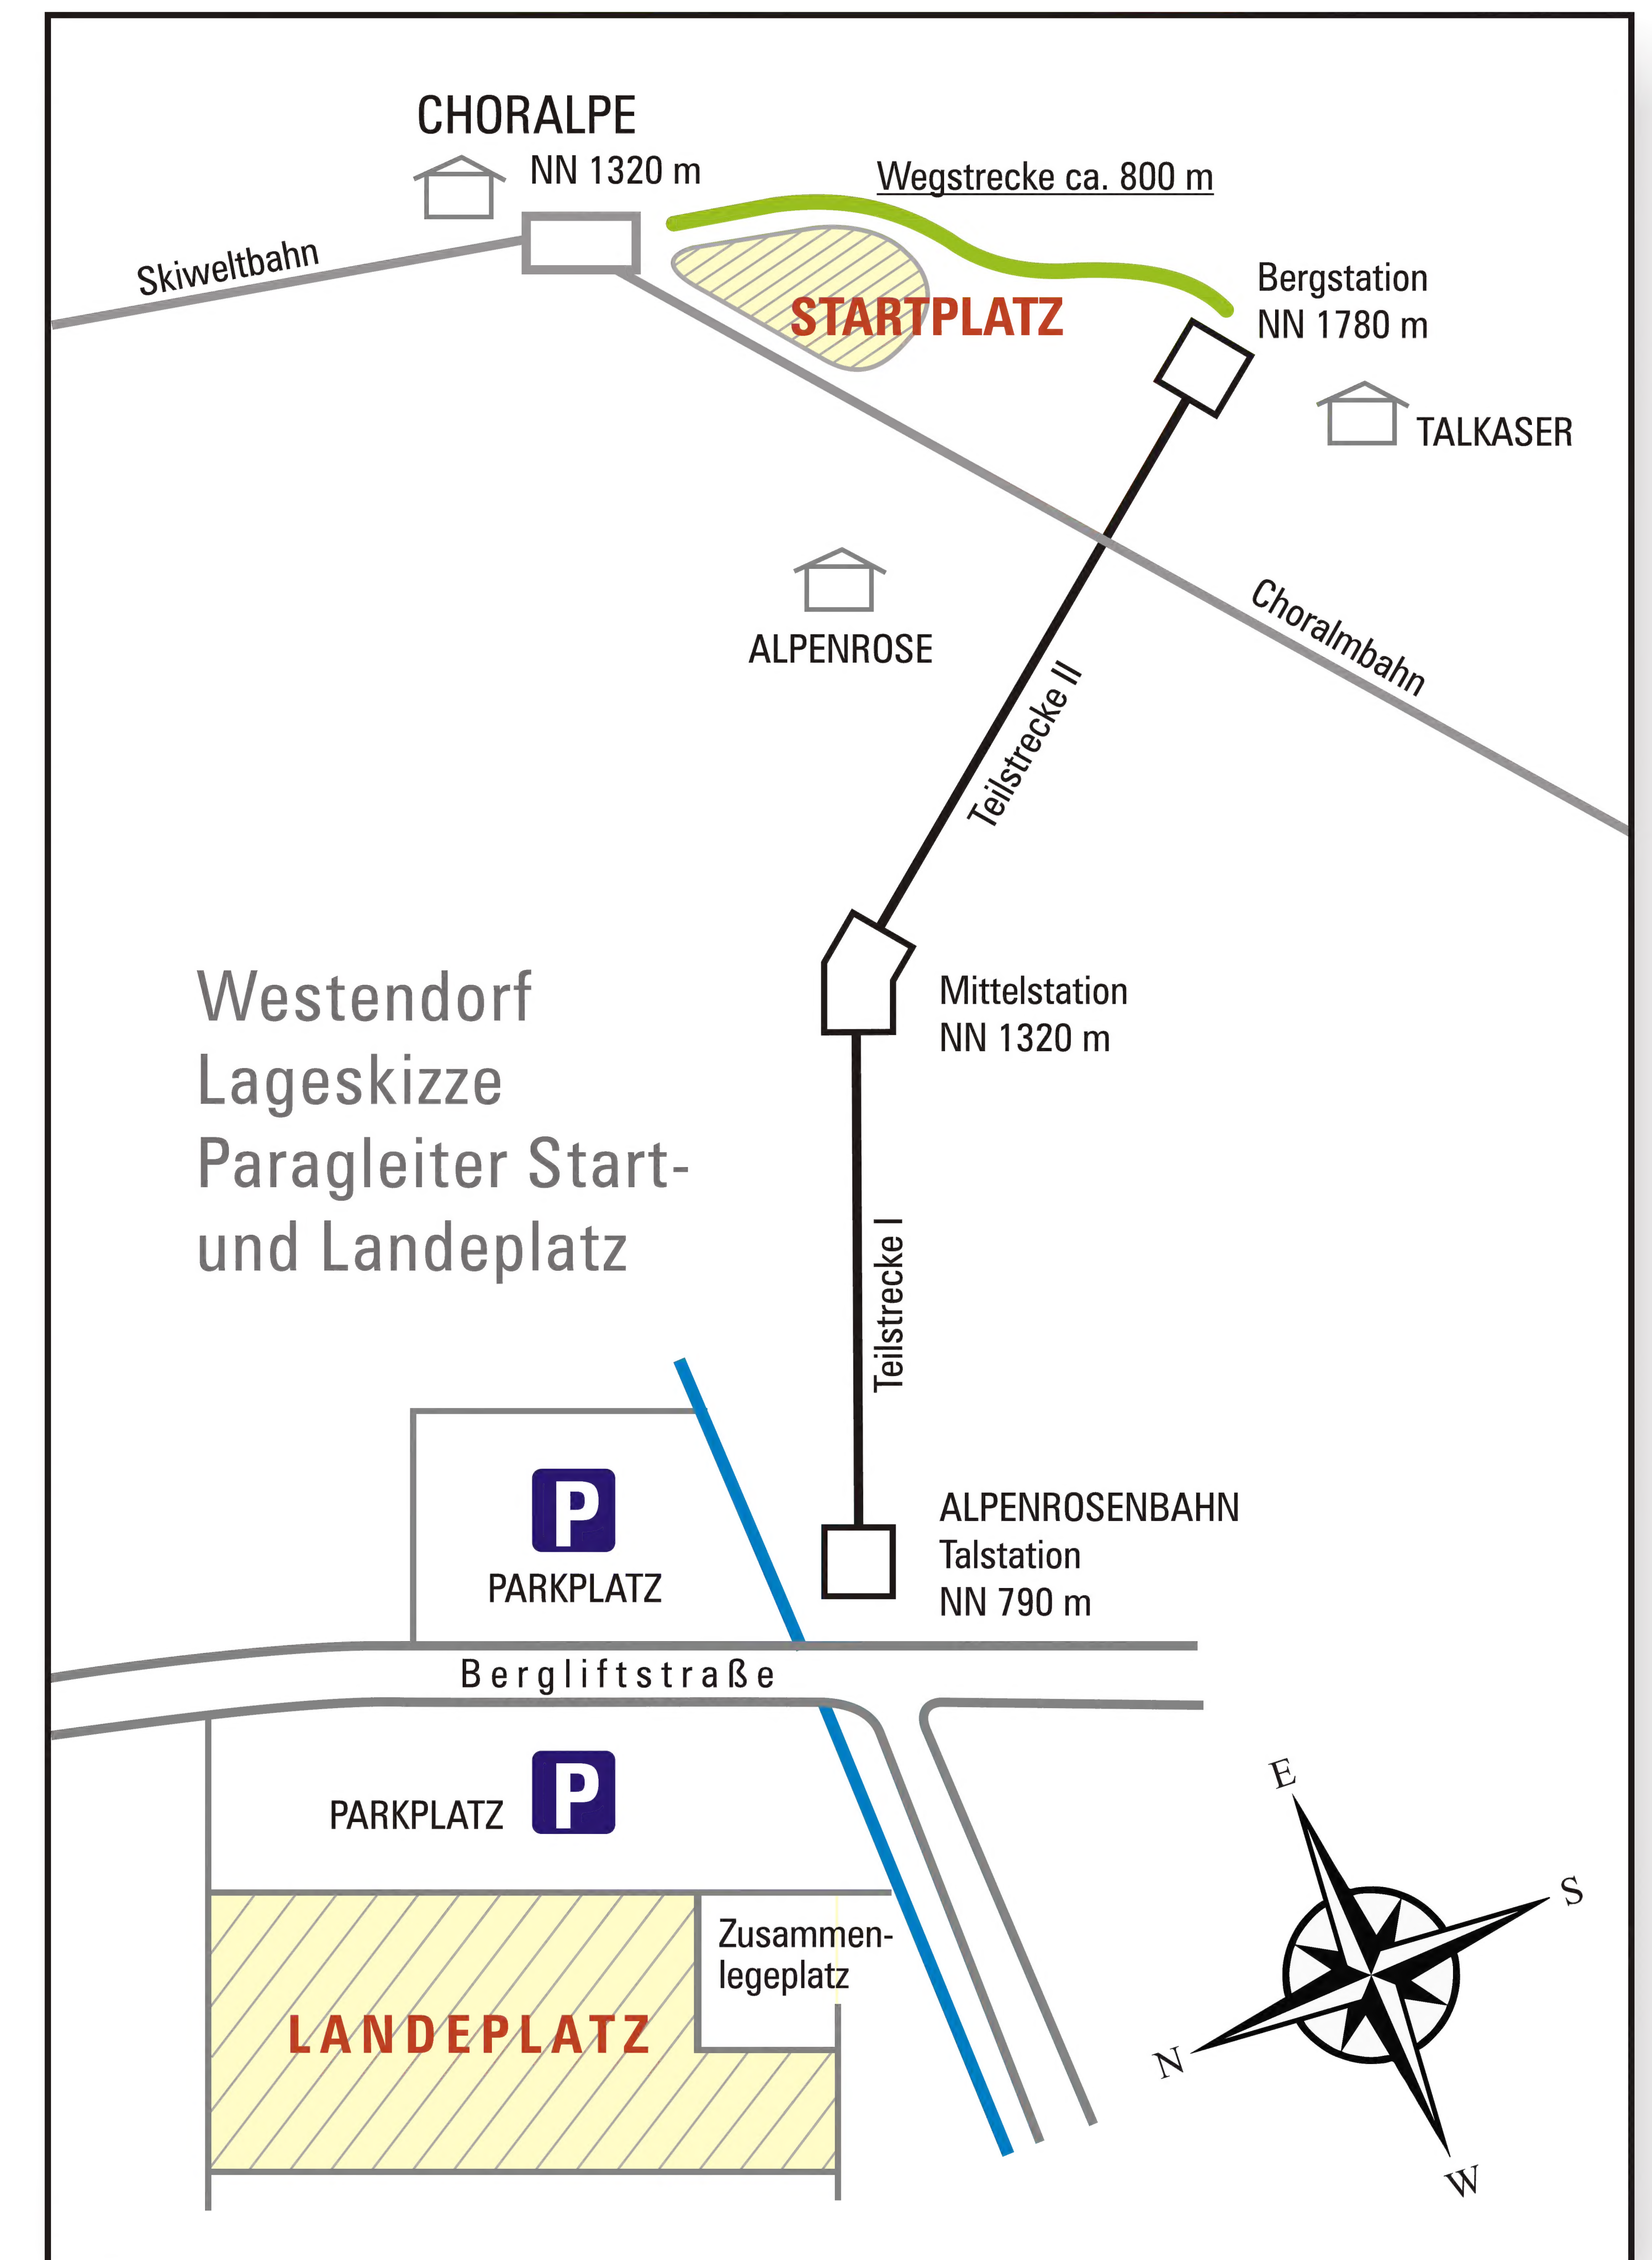 CHORALPE
NN 1320 m
Wegstrecke ca. 800 m
Skiweltbahn
Bergstation
NN 1780 m
STARTPLATZ
TALKASER
ALPENROSE
Choralmbahn
Teilstrecke II
Westendorf
Lageskizze
Paragleiter Start-
und Landeplatz
Mittelstation
NN 1320 m
Teilstrecke I
P
PARKPLATZ
ALPENROSENBAHN
Talstation
NN 790 m
Bergliftstraße
PARKPLATZ
P
E
S
N
W
Zusammen-
legeplatz
LANDEPLATZ